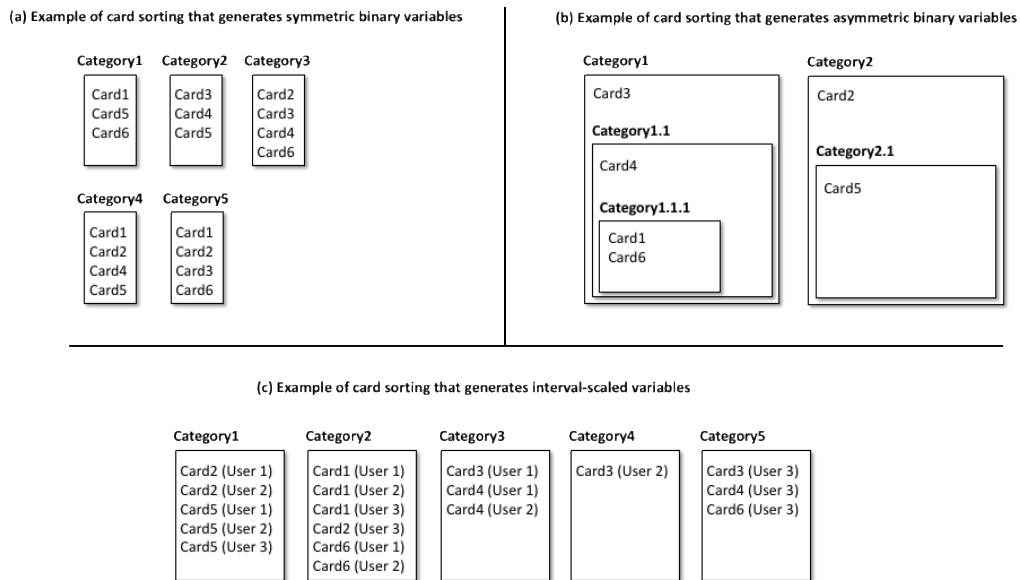 (a) Example of card sorting that generates symmetric binary variables
Category1
Card1
Card5
Card6
Category2
Card3
Card4
Card5
Category3
Card2
Card3
Card4
Card6
Category4
Card1
Card2
Card4
Card5
Category5
Card1
Card2
Card3
Card6
(b) Example of card sorting that generates asymmetric binary variables
Category1
Card3
Category1.1
Card4
Category1.1.1
Card1
Card6
Category2
Card2
Category2.1
Card5
(c) Example of card sorting that generates interval-scaled variables
Category1
Card2 (User 1)
Card2 (User 2)
Card5 (User 1)
Card5 (User 2)
Card5 (User 3)
Category2
Card1 (User 1)
Card1 (User 2)
Card1 (User 3)
Card2 (User 3)
Card6 (User 1)
Card6 (User 2)
Category3
Card3 (User 1)
Card4 (User 1)
Card4 (User 2)
Category4
Card3 (User 2)
Category5
Card3 (User 3)
Card4 (User 3)
Card6 (User 3)